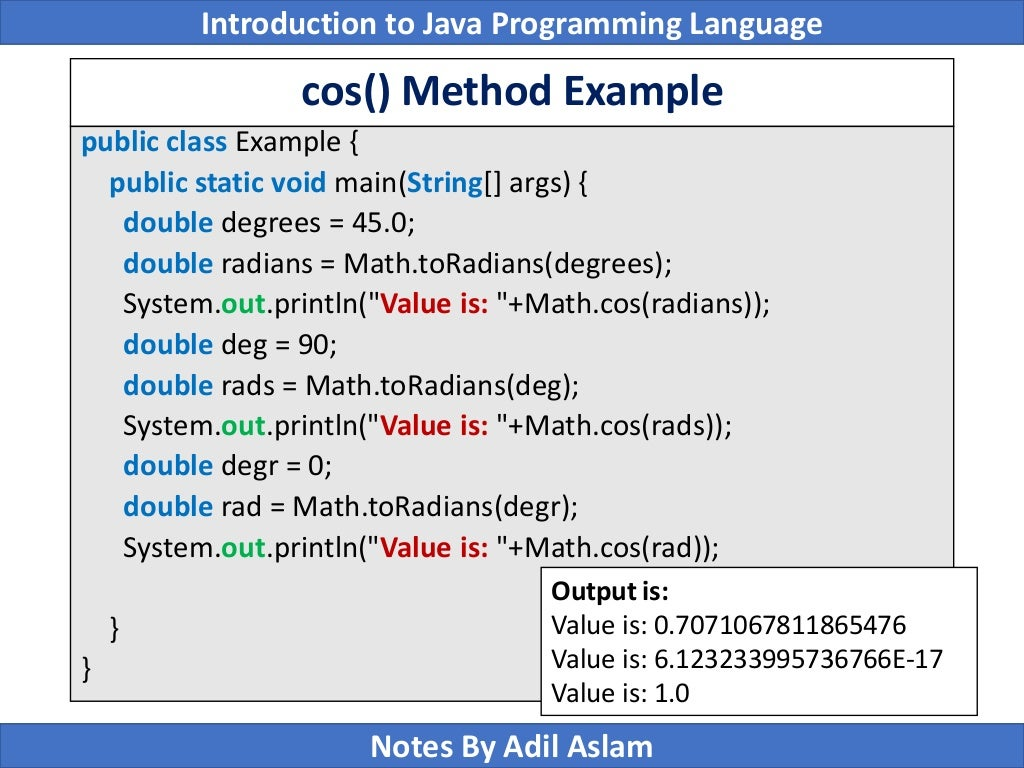 Introduction to Java Programming Language
cos() Method Example
public class Example {
public static void main(String[] args) {
double degrees = 45.0;
double radians = Math.toRadians(degrees);
System.out.println("Value is: "+Math.cos(radians));
double deg = 90;
double rads = Math.toRadians(deg);
System.out.println("Value is: "+Math.cos(rads));
double degr = 0;
double rad = Math.toRadians(degr);
System.out.println("Value is: "+Math.cos(rad));
}
}
Output is:
Value is: 0.7071067811865476
Value is: 6.123233995736766E-17
Value is: 1.0
Notes By Adil Aslam